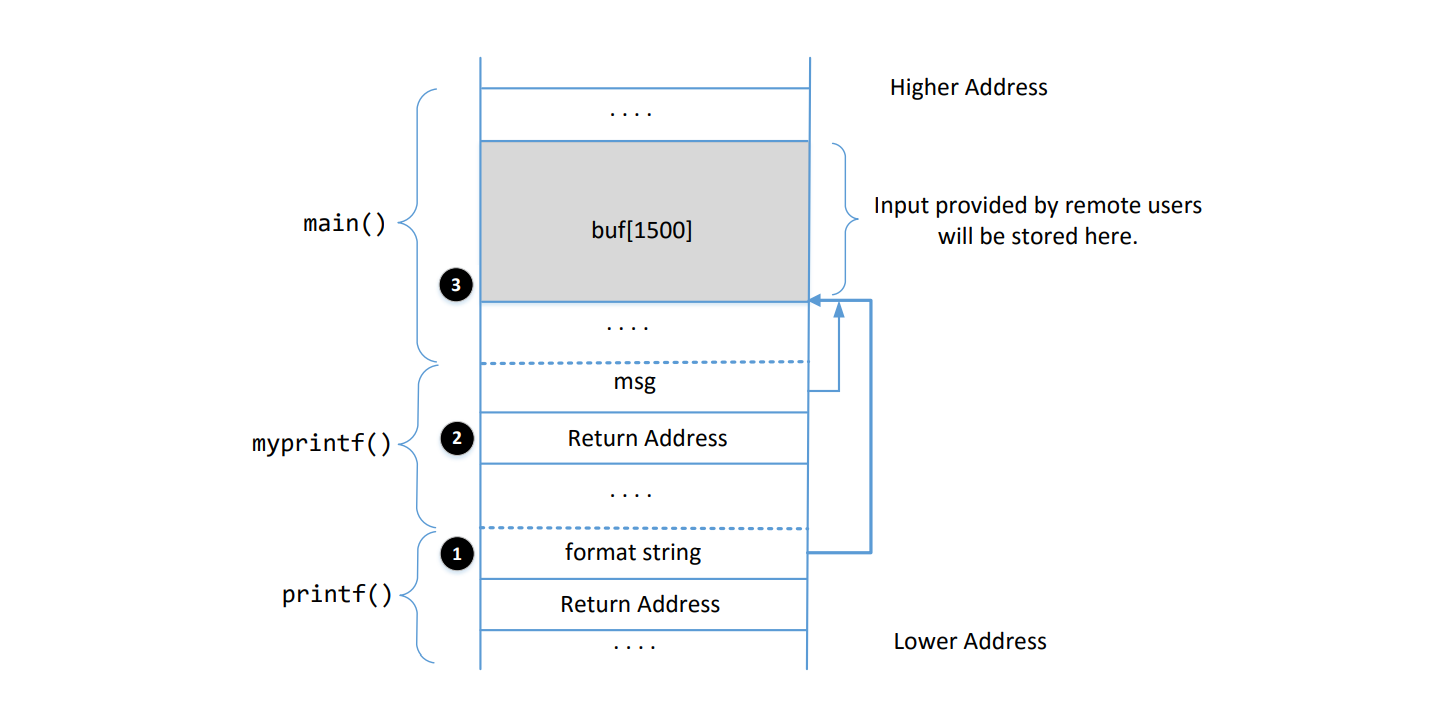 Higher Address
. . . .
main()
buf[1500]
Input provided by remote users
will be stored here.
3
. . . .
msg
myprintf()
2
Return Address
. . . .
1
format string
printf()
Return Address
Lower Address
. . . .